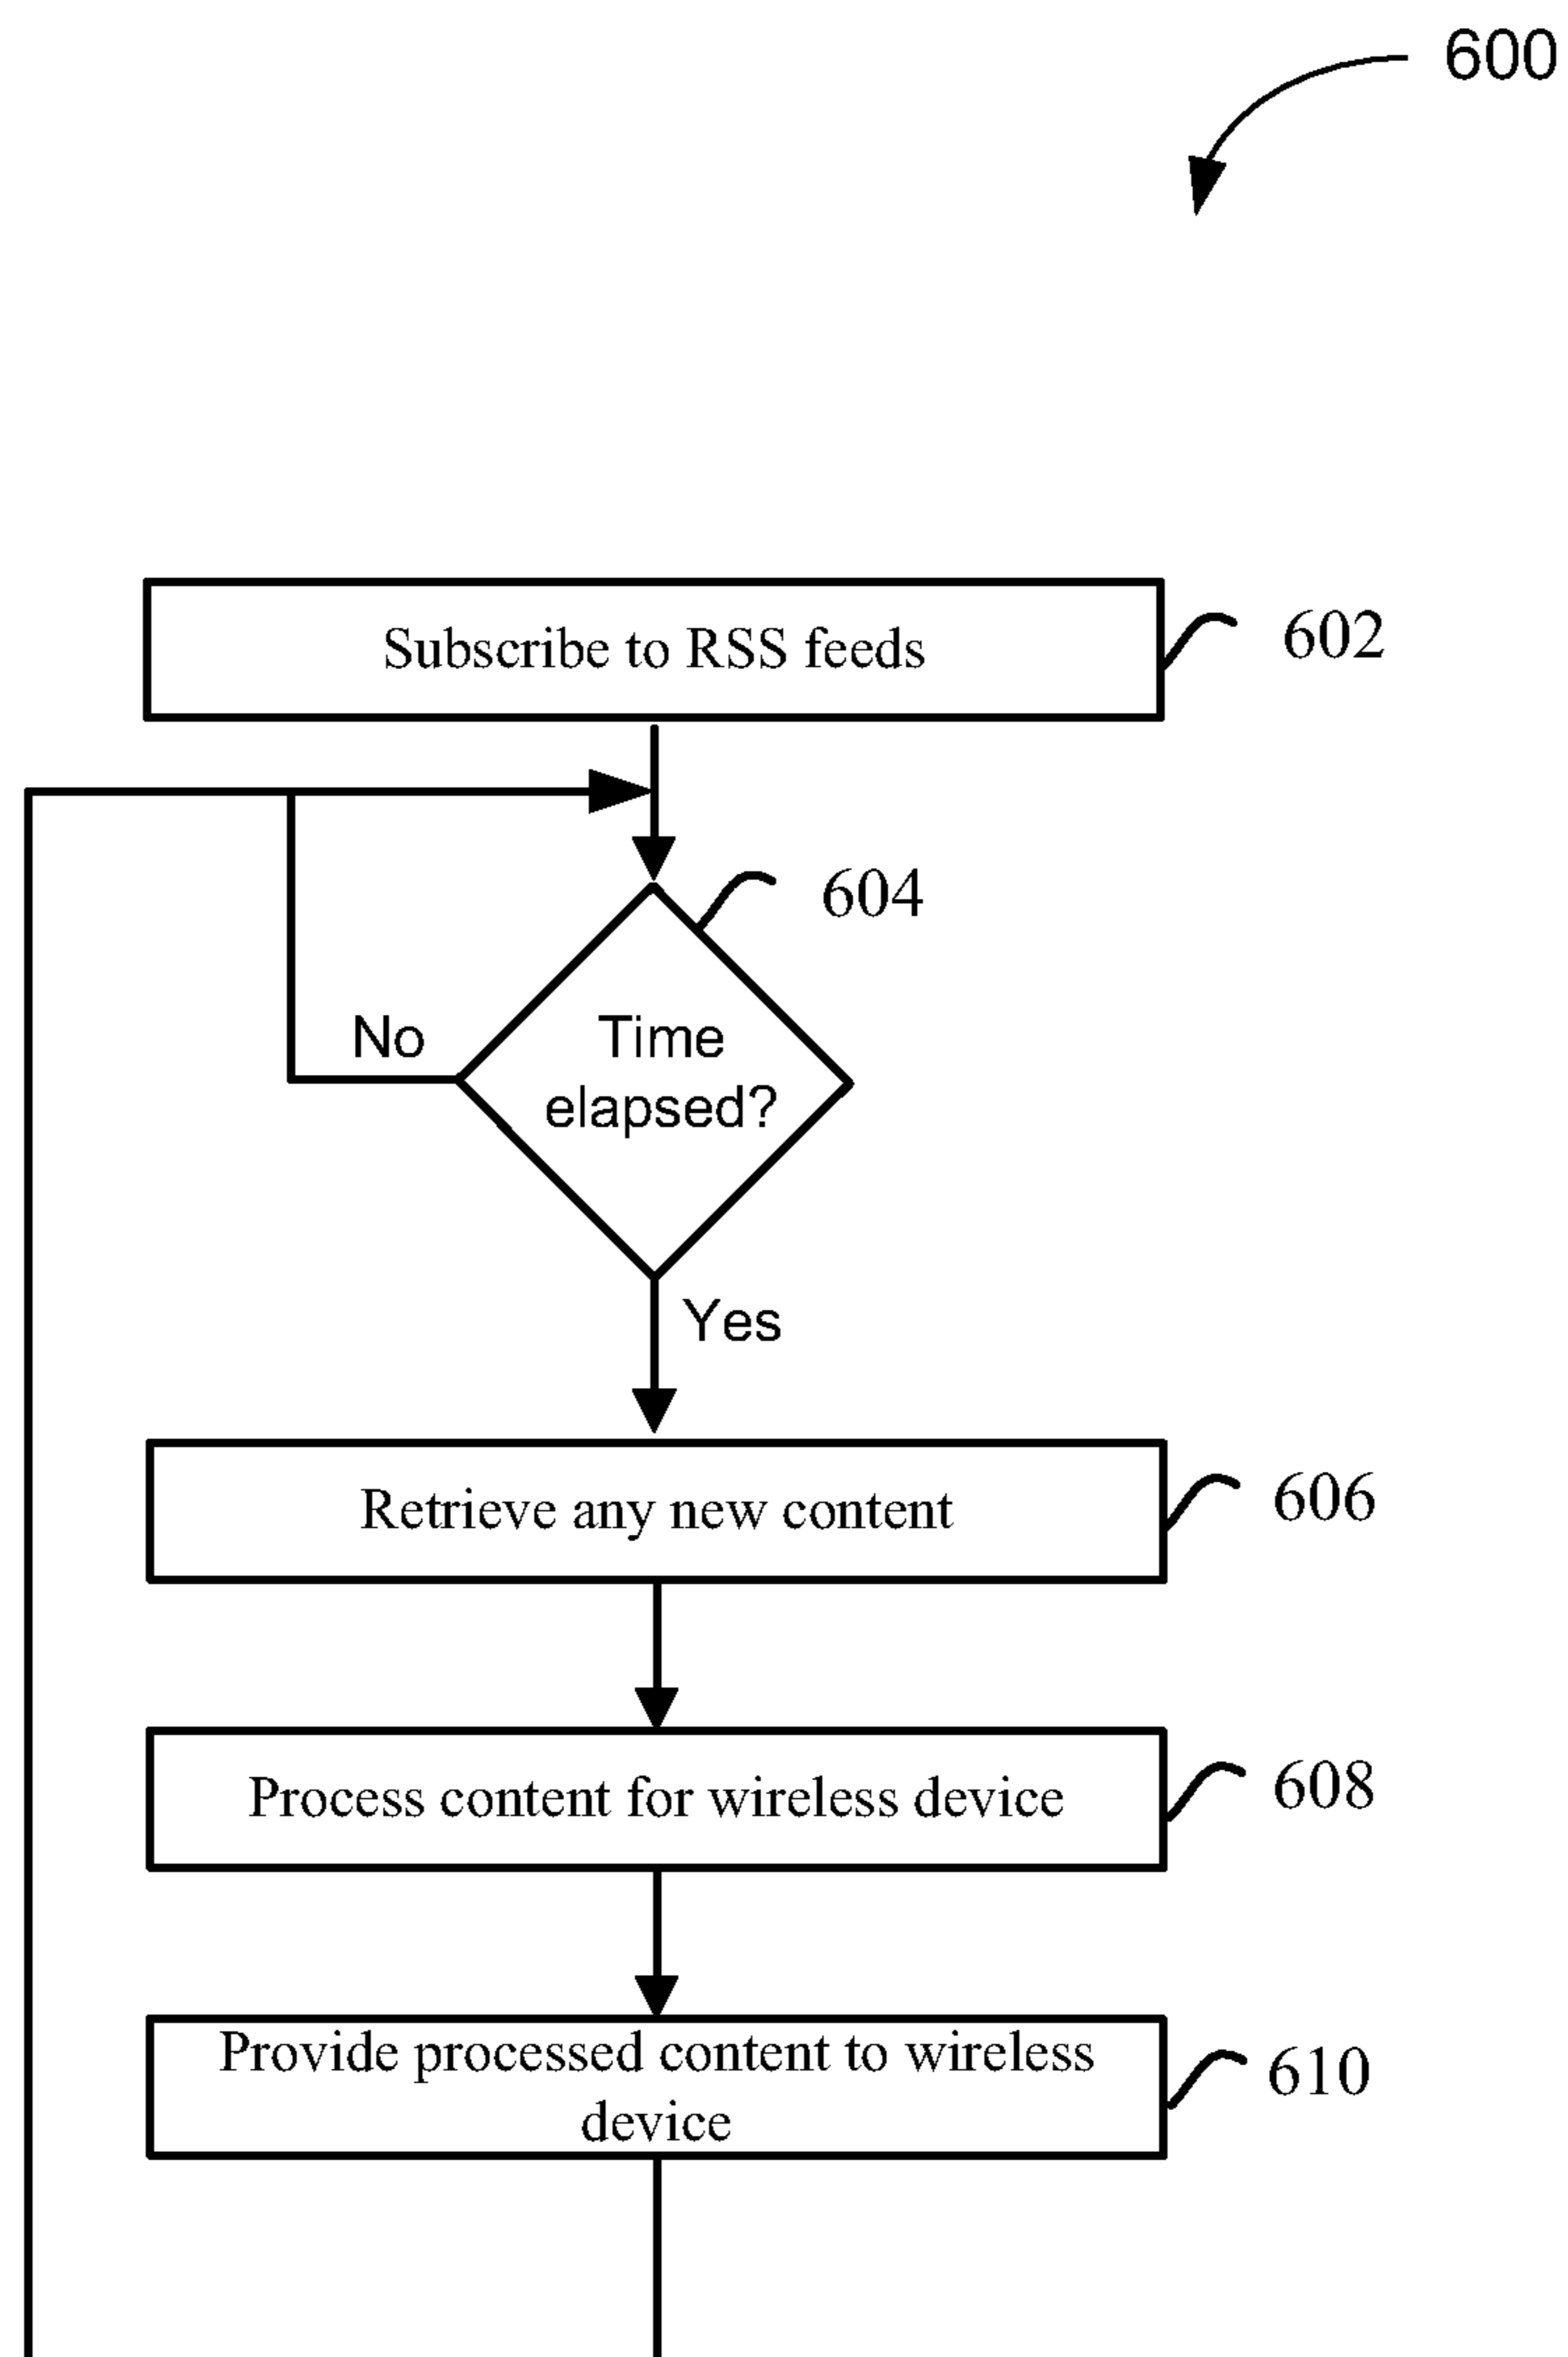 600
Subscribe to RSS feeds
602
604
No
Time
elapsed?
Yes
Retrieve any new content
606
Process content for wireless device
608
Provide processed content to wireless
device
610